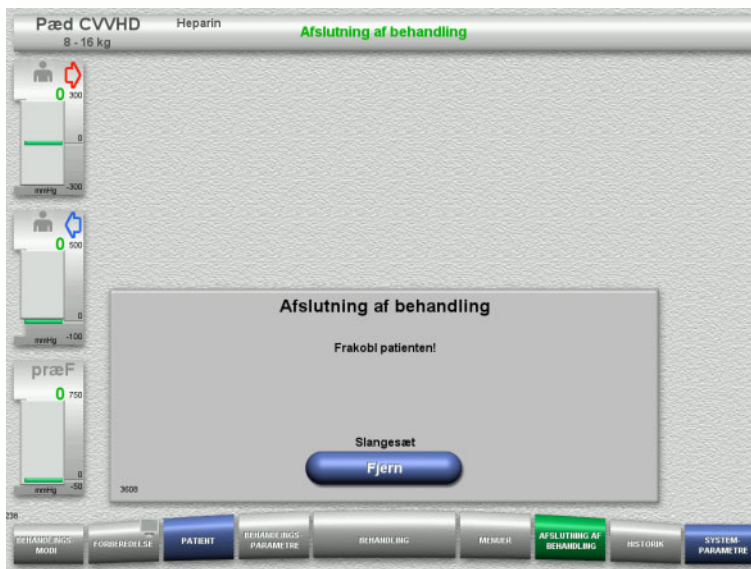 Pæd CVVHD
Heparin
Afslutning af behandling
8 - 16 kg
0
300
0
-300
mmHg
0
500
0
-100
mmHg
præF
0
750
0
-50
mmHg
Afslutning af behandling
Frakobl patienten!
Slangesæt
Fjern
3608
238
BEHANDLINGS-
MODI
FORBEREDELSE
PATIENT
BEHANDLINGS-
PARAMETRE
BEHANDLING
MENUER
AFSLUTNING AF
BEHANDLING
HISTORIK
SYSTEM-
PARAMETRE